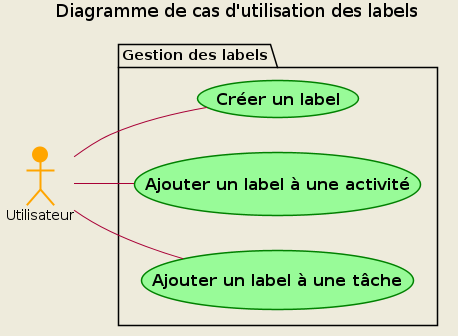 Diagramme de cas d'utilisation des labels
Gestion des labels
Créer un label
Ajouter un label à une activité
Utilisateur
Ajouter un label à une tâche